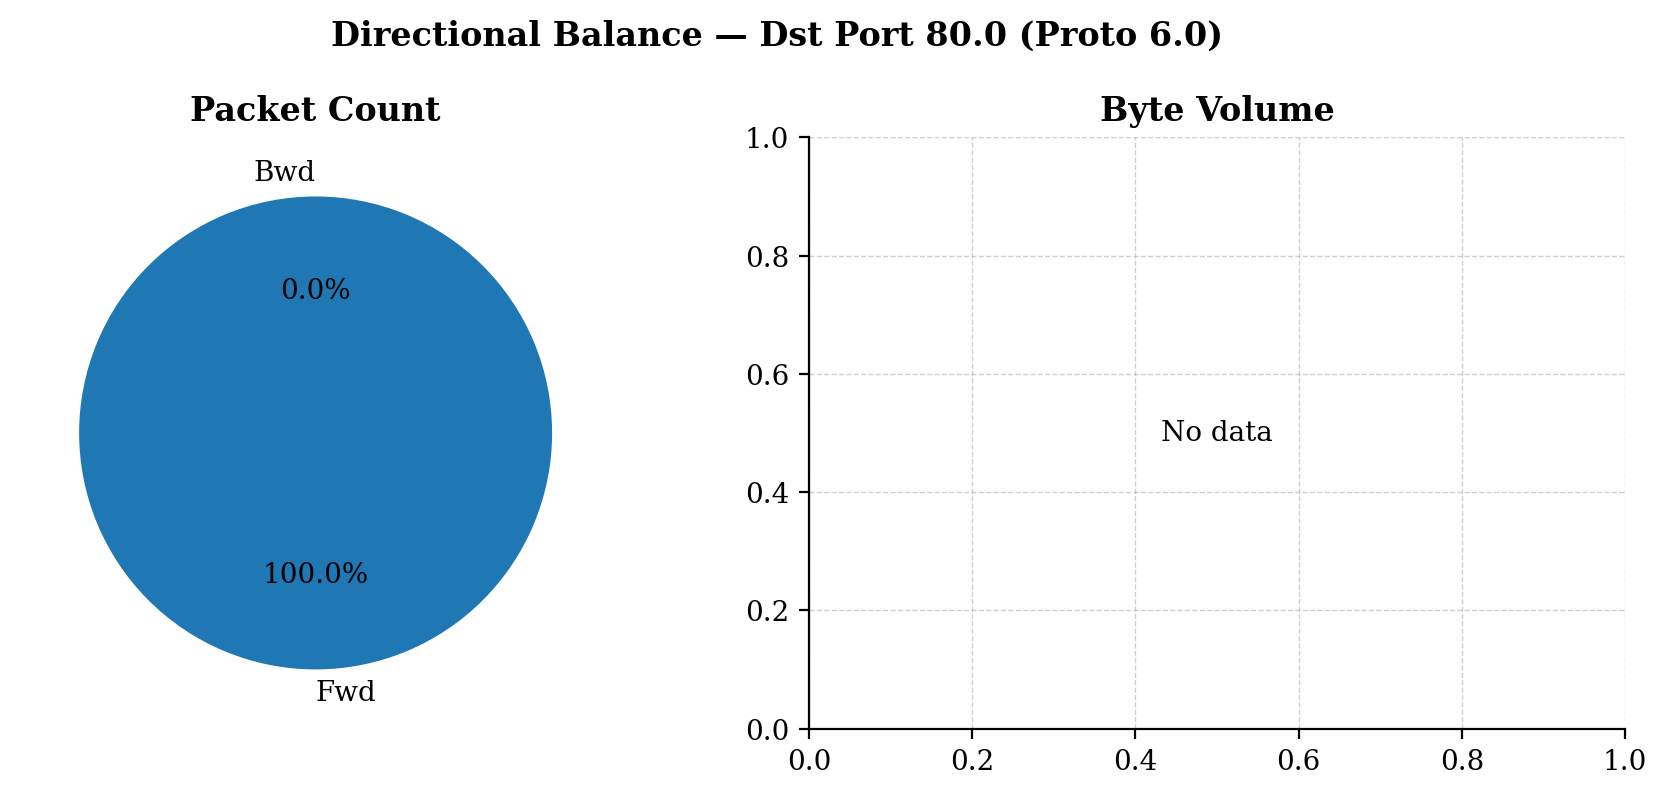 Directional Balance — Dst Port 80.0 (Proto 6.0)
Packet Count
Bwd
0.0%
100.0%
Fwd
Byte Volume
1.0
0.8
0.6
0.4
0.2
0.0
No data
0.0 0.2 0.4 0.6 0.8 1.0